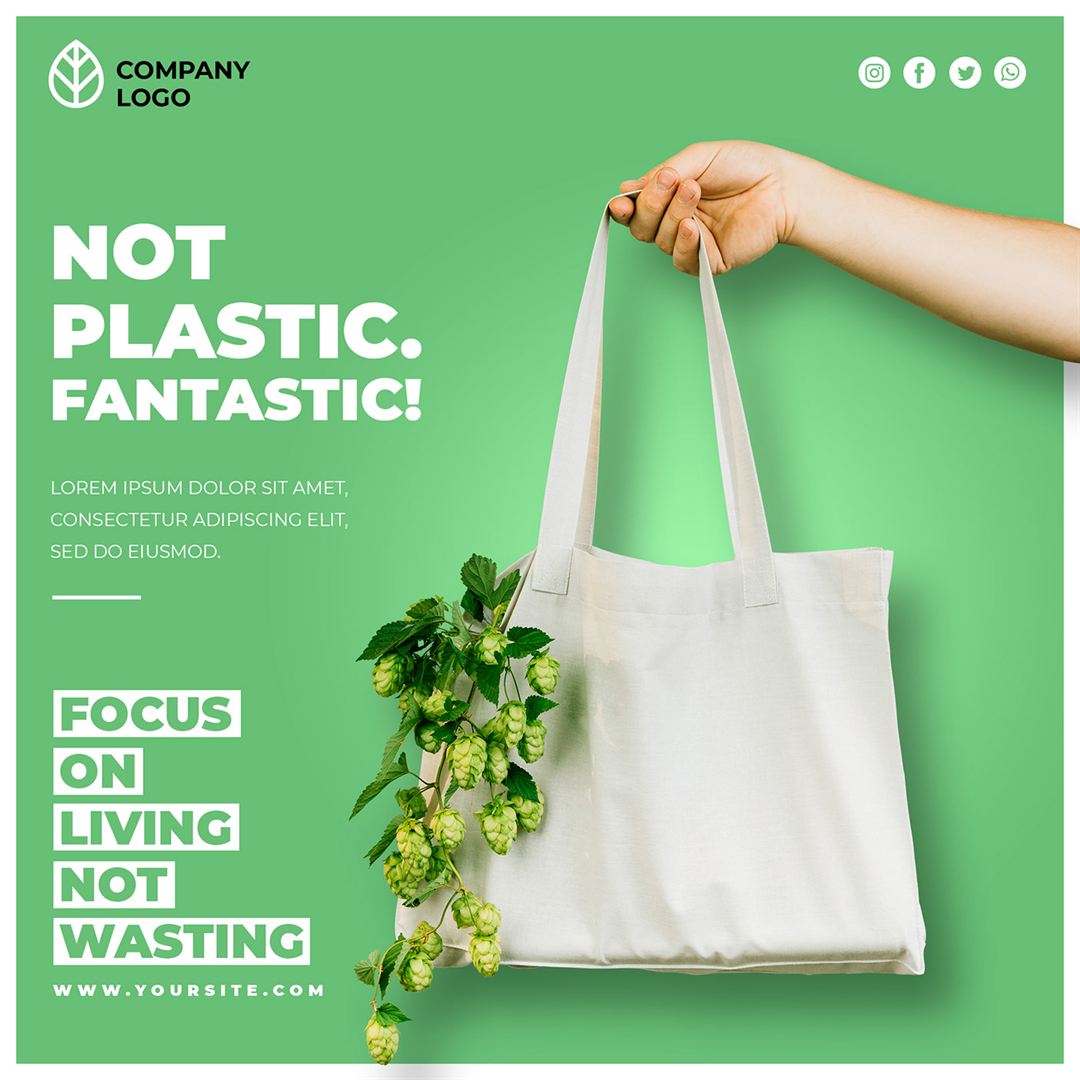 COMPANY
LOGO
NOT
PLASTIC.
FANTASTIC!
LOREM IPSUM DOLOR SIT AMET,
CONSECTETUR ADIPISCING ELIT,
SED DO EIUSMOD.
FOCUS
ON
LIVING
NOT
WASTING
WWW.YOURSITE.COM